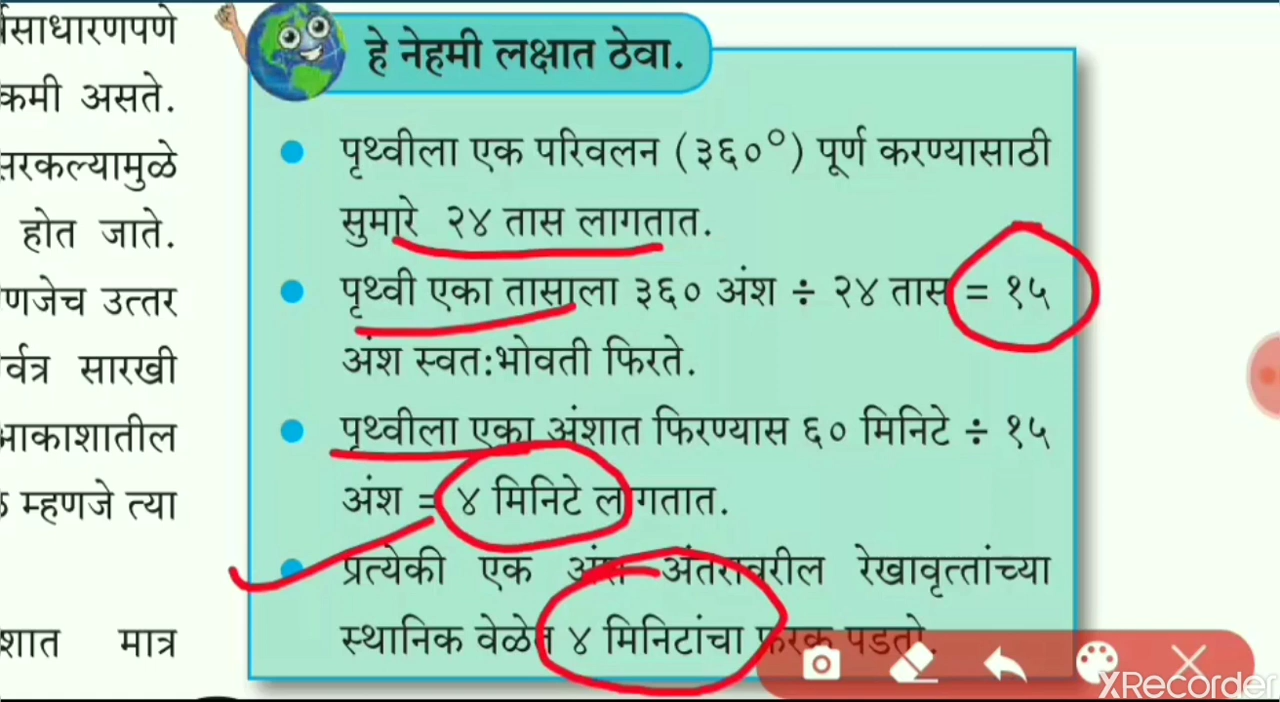 साधारणपणे
कमी असते.
सरकल्यामुळे
होत जाते.
णजेच उत्तर
र्वत्र सारखी
आकाशातील
म्हणजे त्या
शात मात्र
हे नेहमी लक्षात ठेवा.
पृथ्वीला एक परिवलन (३६०°) पूर्ण करण्यासाठी
सुमारे २४ तास लागतात.
पृथ्वी एका तासाला ३६० अंश ÷ २४ तास = १५
अंश स्वत:भोवती फिरते.
पृथ्वीला एका अंशात फिरण्यास ६० मिनिटे ÷ १५
अंश = ४ मिनिटे लागतात.
प्रत्येकी एक अंश अंतरावरील रेखावृत्तांच्या
स्थानिक वेळेत ४ मिनिटांचा फरक पडतो.
XRecorder